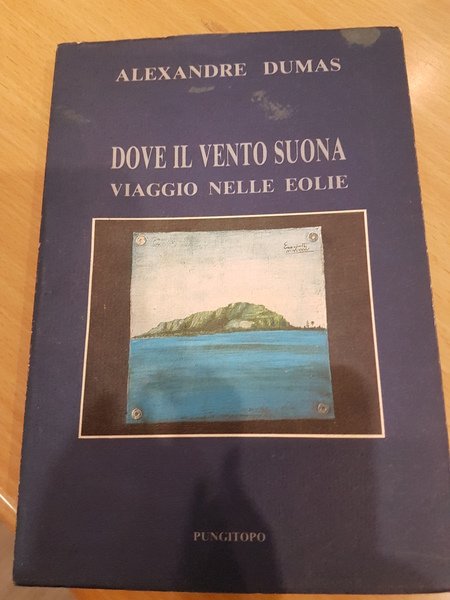 ALEXANDRE DUMAS
DOVE IL VENTO SUONA
VIAGGIO NELLE EOLIE
PUNGITOPO